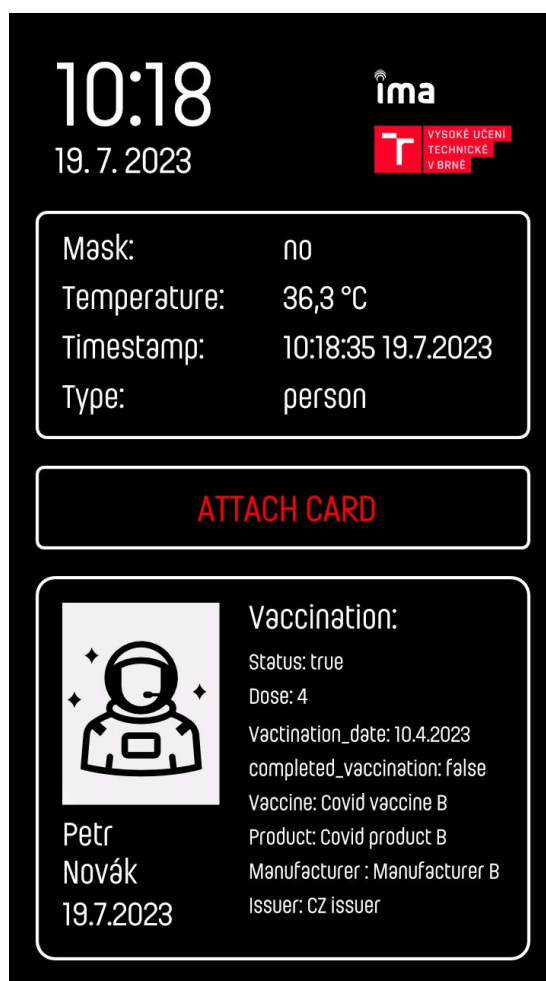 10:18
19. 7. 2023
ima
VYSOKÉ UČENÍ
TECHNICKÉ
V BRNĚ
Mask: no
Temperature: 36,3 °C
Timestamp: 10:18:35 19.7.2023
Type: person
ATTACH CARD
Vaccination:
Status: true
Dose: 4
Vactination_date: 10.4.2023
completed_vaccination: false
Vaccine: Covid vaccine B
Product: Covid product B
Manufacturer : Manufacturer B
Issuer: CZ issuer
Petr
Novák
19.7.2023